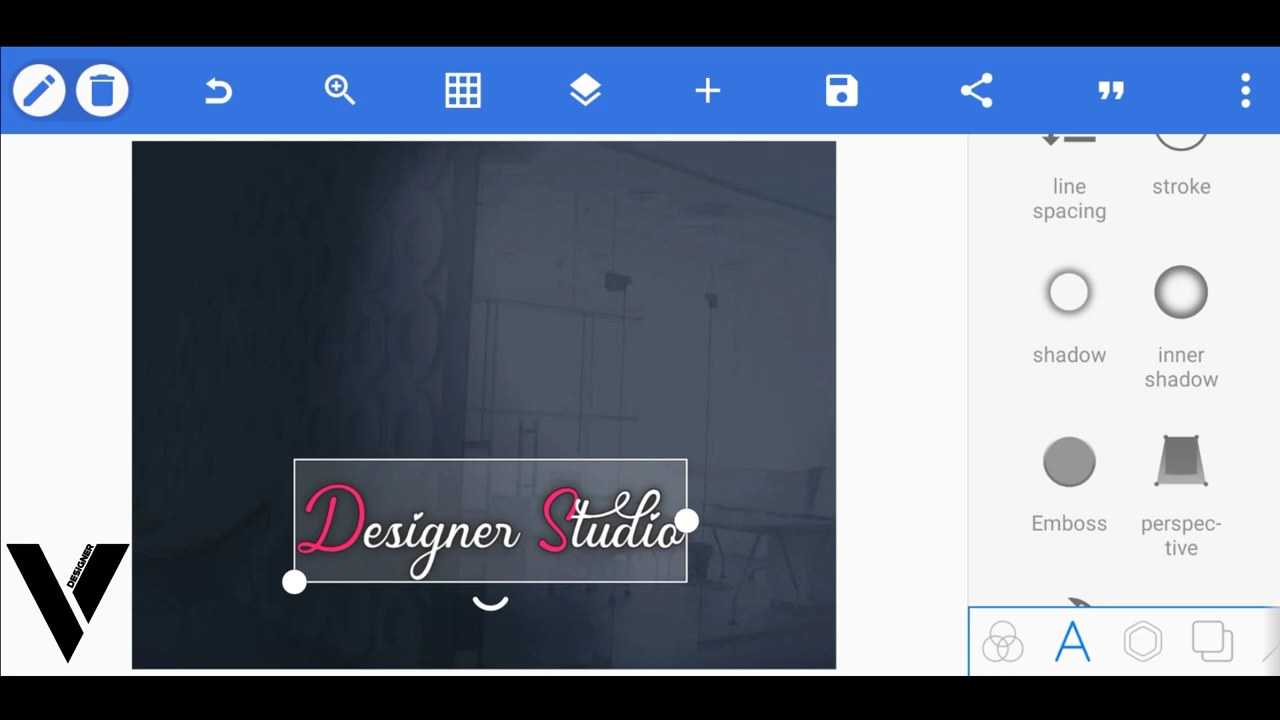 line
spacing
stroke
shadow
inner
shadow
Emboss
perspec-
tive
Designer Studio
DESIGNER